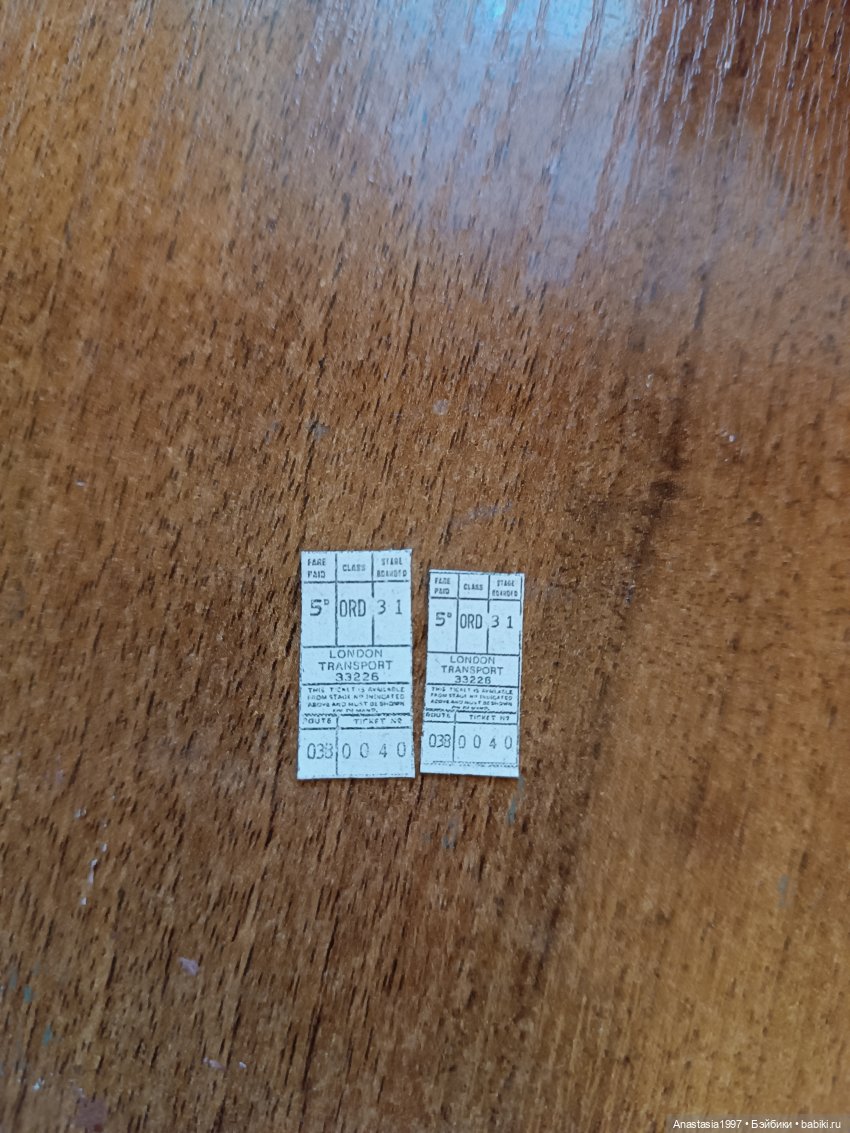 FARE PAID CLASS STAGE BOARDED
5D ORD 3 1
LONDON
TRANSPORT
33226
THIS TICKET IS AVAILABLE
FROM STAGE Nº INDICATED
ABOVE AND MUST BE SHOWN
ON DEMAND.
ROUTE TICKET Nº
038 0 0 4 0
FARE PAID CLASS STAGE BOARDED
5D ORD 3 1
LONDON
TRANSPORT
33226
THIS TICKET IS AVAILABLE
FROM STAGE Nº INDICATED
ABOVE AND MUST BE SHOWN
ON DEMAND.
ROUTE TICKET Nº
038 0 0 4 0
Anastasia1997 • Бэйбики • babiki.ru